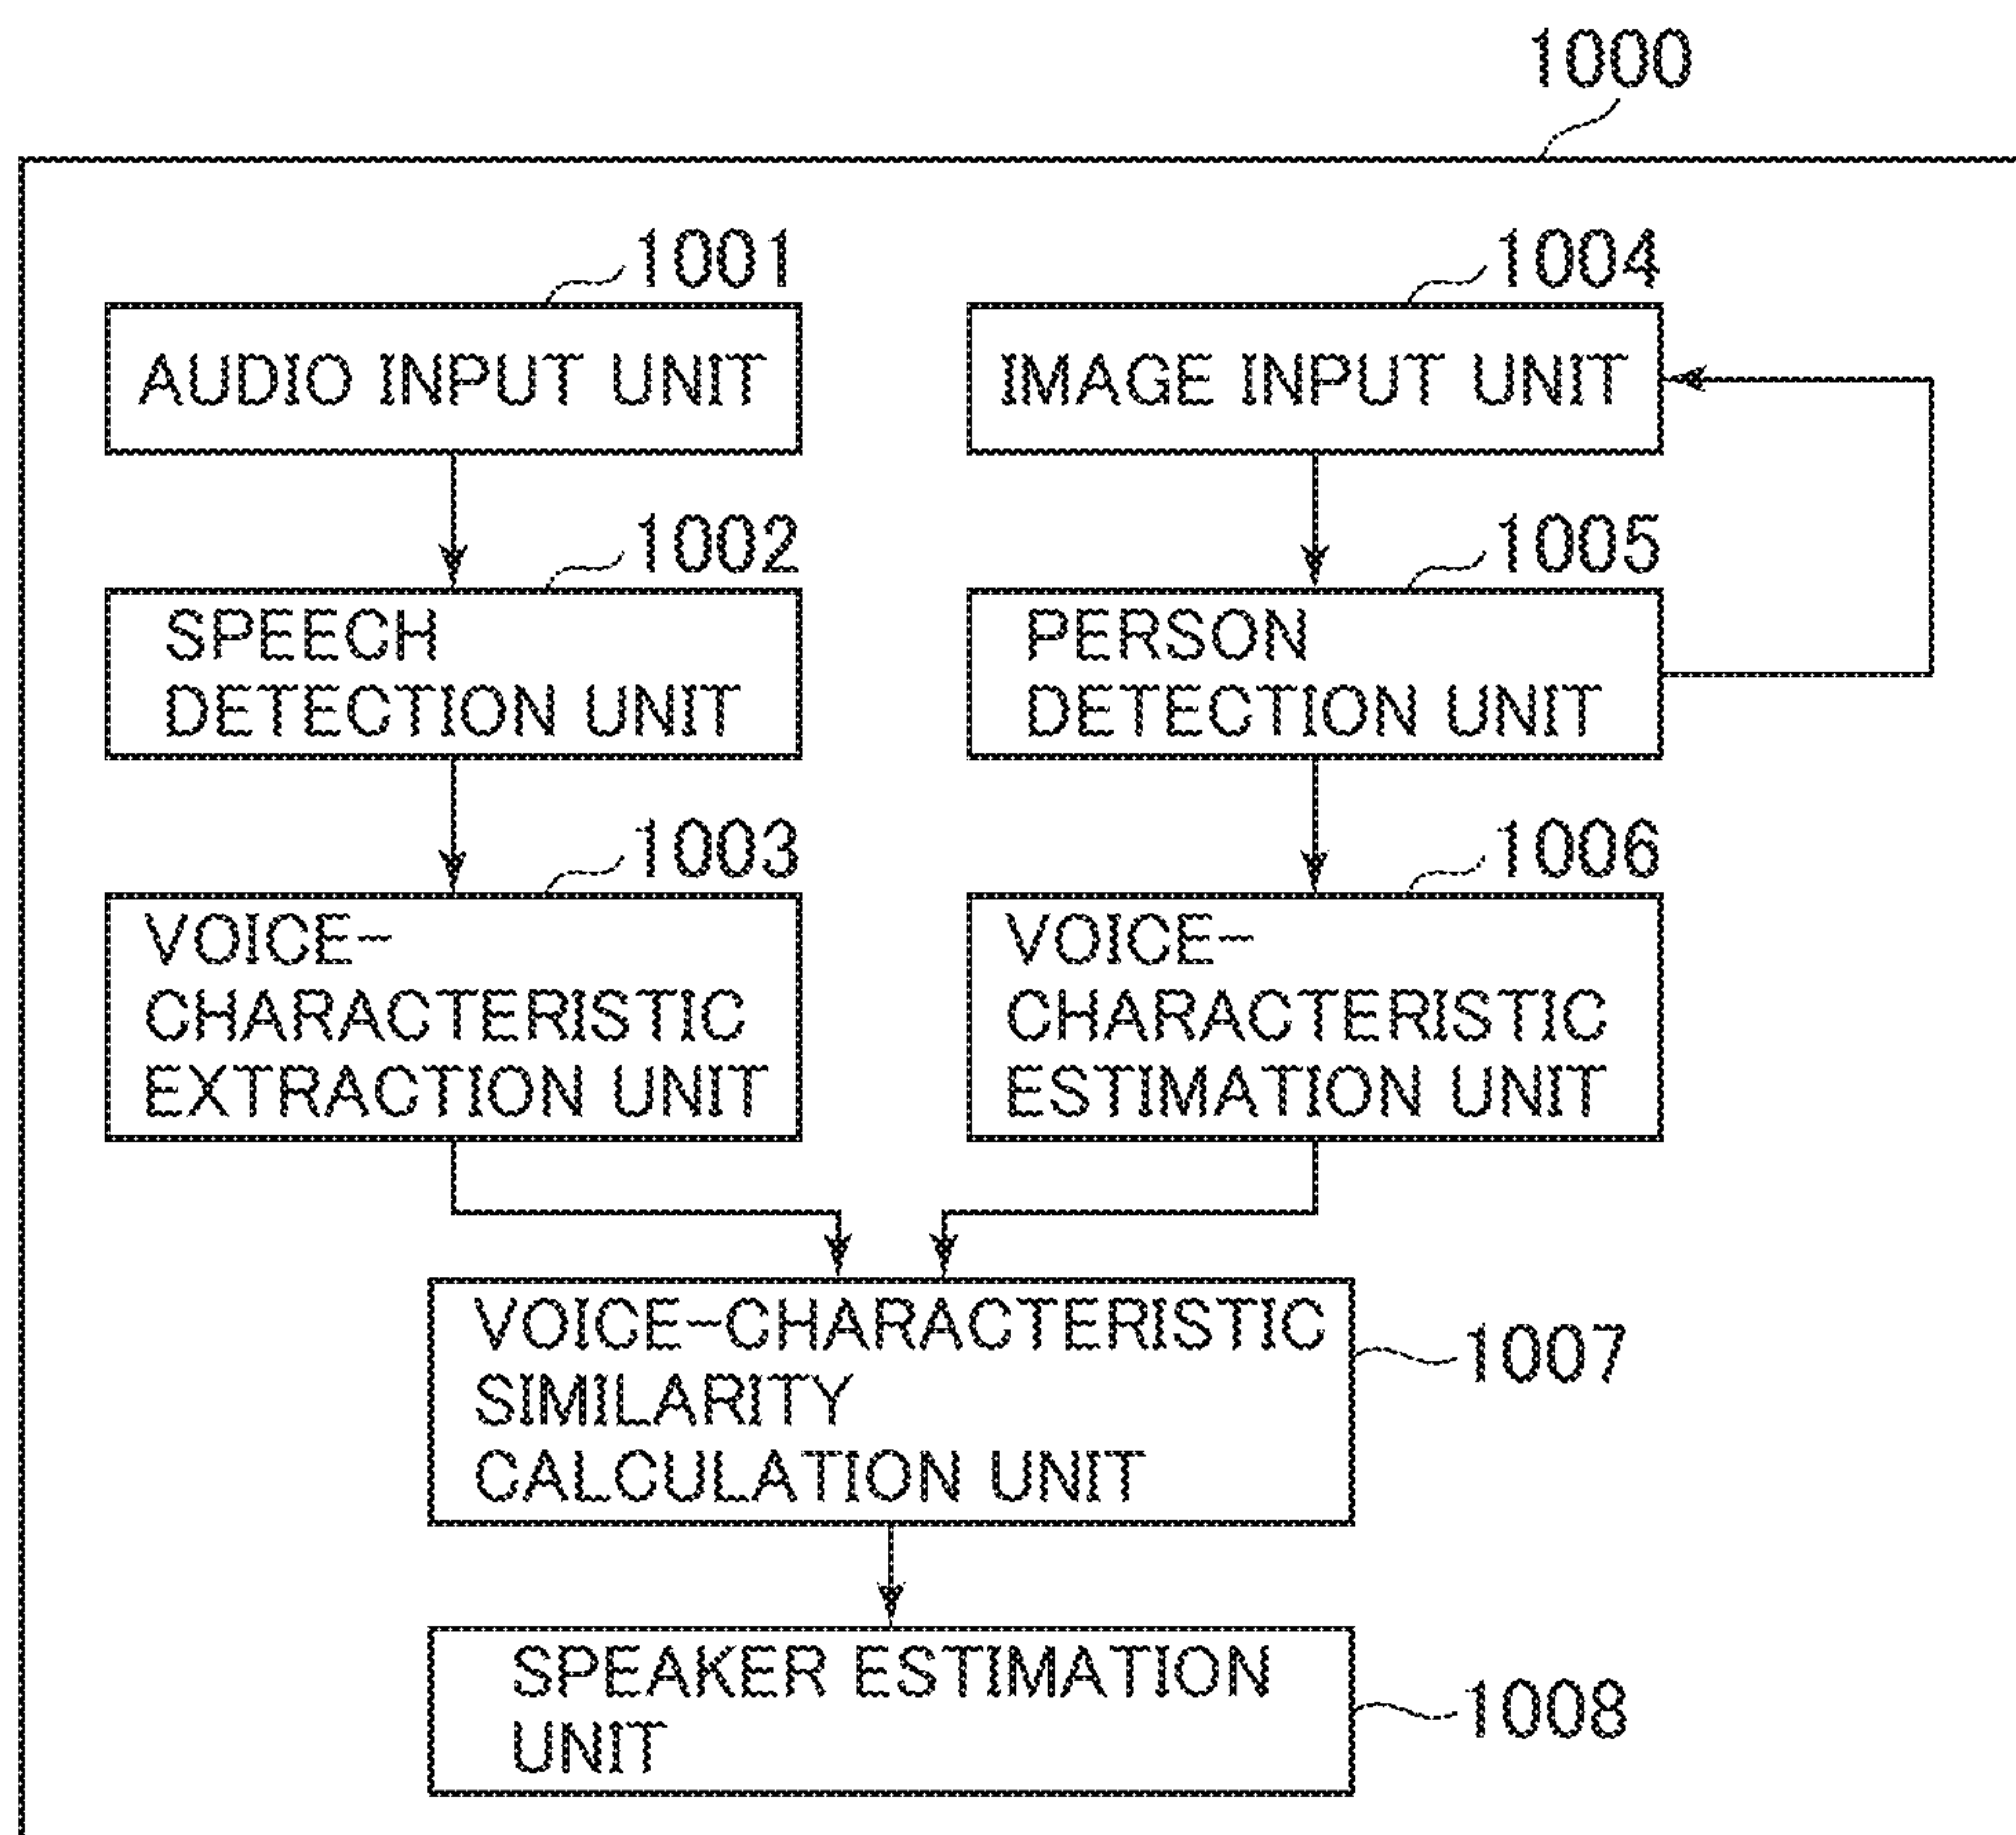 1000
1001
AUDIO INPUT UNIT
1004
IMAGE INPUT UNIT
1002
SPEECH
DETECTION UNIT
1005
PERSON
DETECTION UNIT
1003
VOICE-
CHARACTERISTIC
EXTRACTION UNIT
1006
VOICE-
CHARACTERISTIC
ESTIMATION UNIT
VOICE-CHARACTERISTIC
SIMILARITY
CALCULATION UNIT
1007
SPEAKER ESTIMATION
UNIT
1008